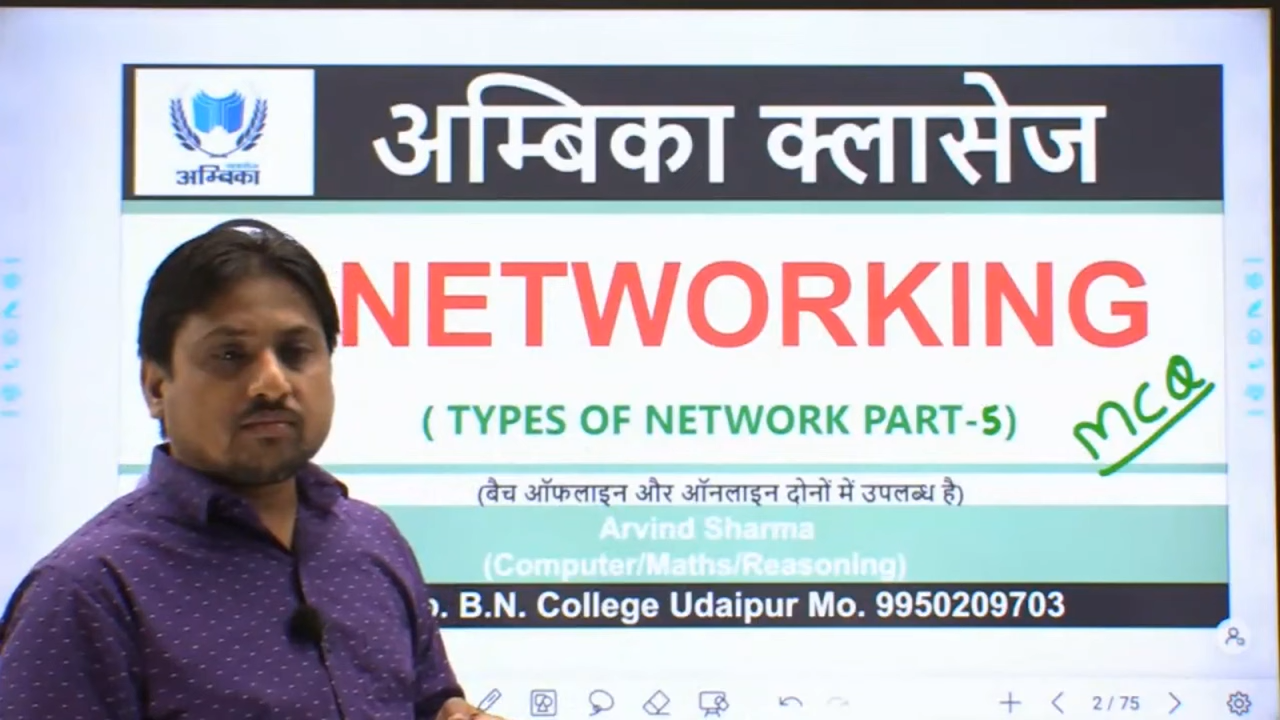 अम्बिका क्लासेज
अम्बिका
NETWORKING
( TYPES OF NETWORK PART-5)
MCQ
(बैच ऑफलाइन और ऑनलाइन दोनों में उपलब्ध है)
Arvind Sharma
(Computer/Maths/Reasoning)
B.N. College Udaipur Mo. 9950209703
2 / 75